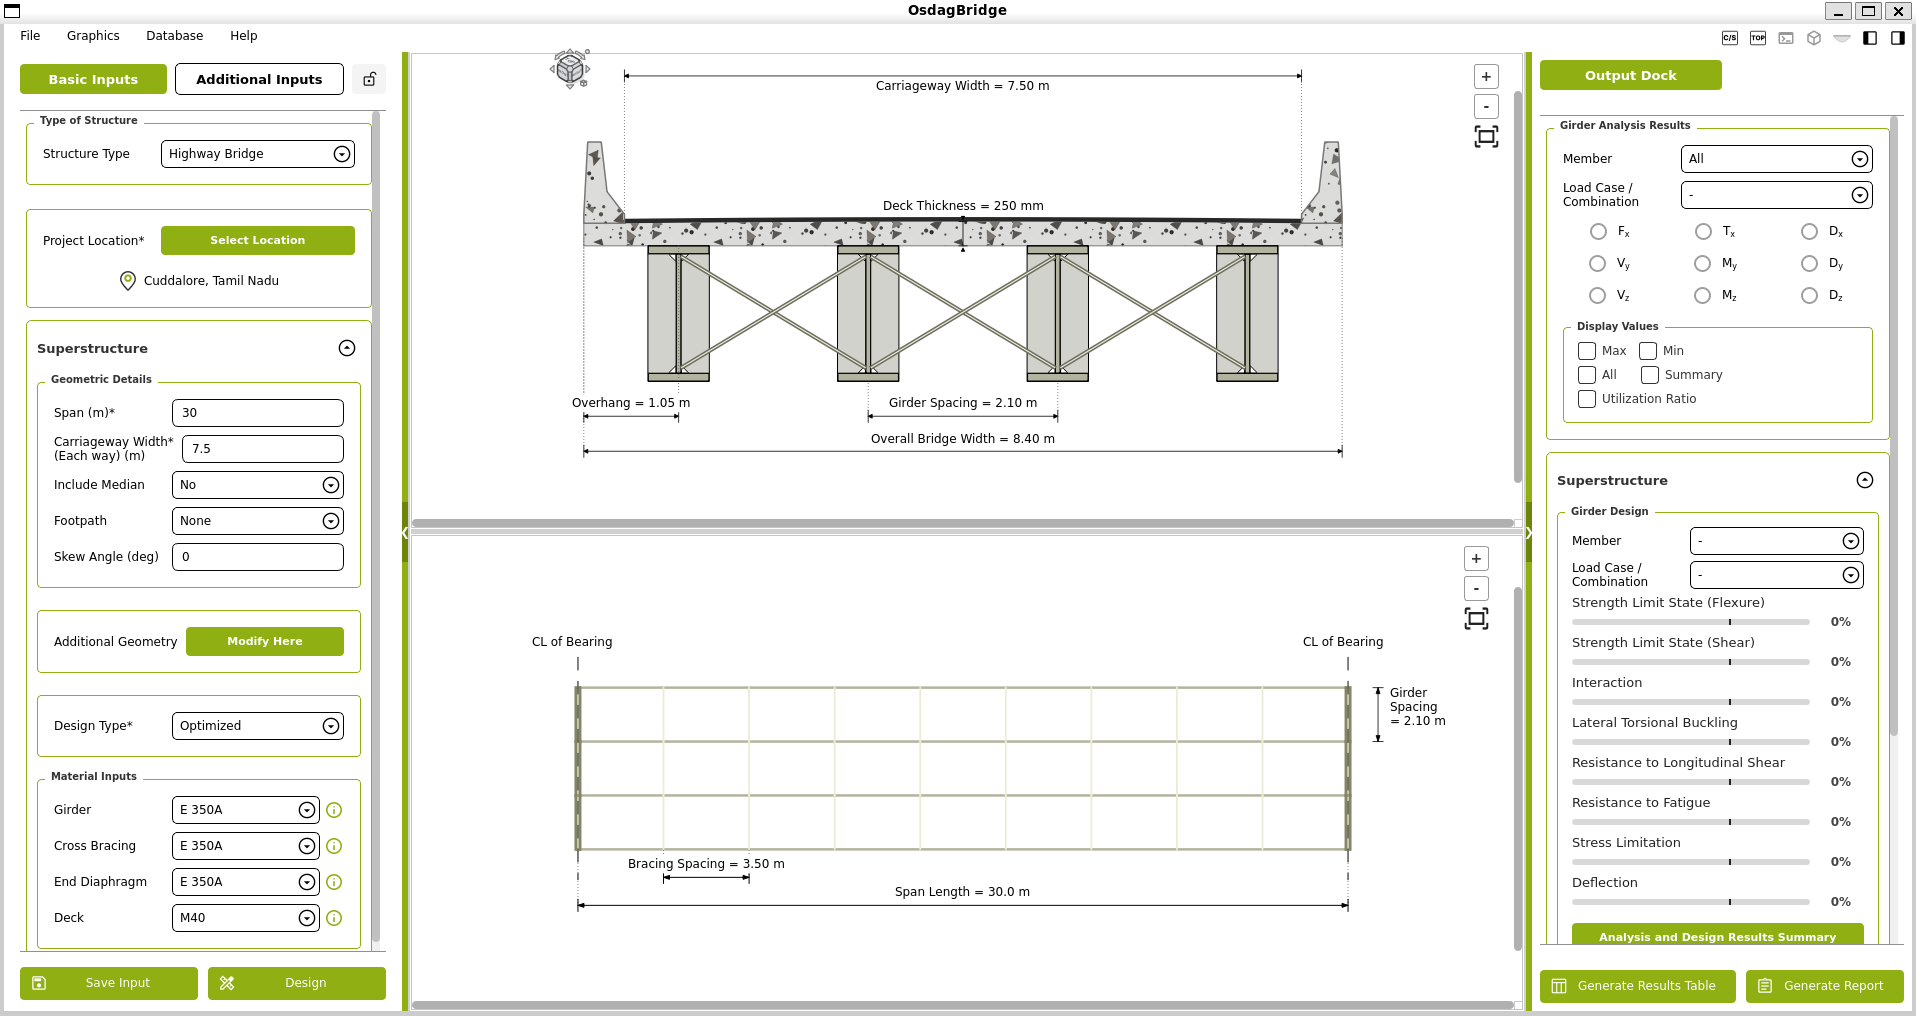 OsdagBridge
File Graphics Database Help
C/S TOP
Basic Inputs Additional Inputs
Type of Structure
Structure Type Highway Bridge
Project Location* Select Location
Cuddalore, Tamil Nadu
Superstructure
Geometric Details
Span (m)* 30
Carriageway Width*
(Each way) (m) 7.5
Include Median No
Footpath None
Skew Angle (deg) 0
Additional Geometry Modify Here
Design Type* Optimized
Material Inputs
Girder E 350A
Cross Bracing E 350A
End Diaphragm E 350A
Deck M40
Save Input Design
Carriageway Width = 7.50 m
+
-
Deck Thickness = 250 mm
Overhang = 1.05 m Girder Spacing = 2.10 m
Overall Bridge Width = 8.40 m
+
-
CL of Bearing CL of Bearing
Girder
Spacing
= 2.10 m
Bracing Spacing = 3.50 m
Span Length = 30.0 m
Output Dock
Girder Analysis Results
Member All
Load Case /
Combination -
Fx Tx Dx
Vy My Dy
Vz Mz Dz
Display Values
Max Min
All Summary
Utilization Ratio
Superstructure
Girder Design
Member -
Load Case /
Combination -
Strength Limit State (Flexure)
0%
Strength Limit State (Shear)
0%
Interaction
0%
Lateral Torsional Buckling
0%
Resistance to Longitudinal Shear
0%
Resistance to Fatigue
0%
Stress Limitation
0%
Deflection
0%
Analysis and Design Results Summary
Generate Results Table Generate Report